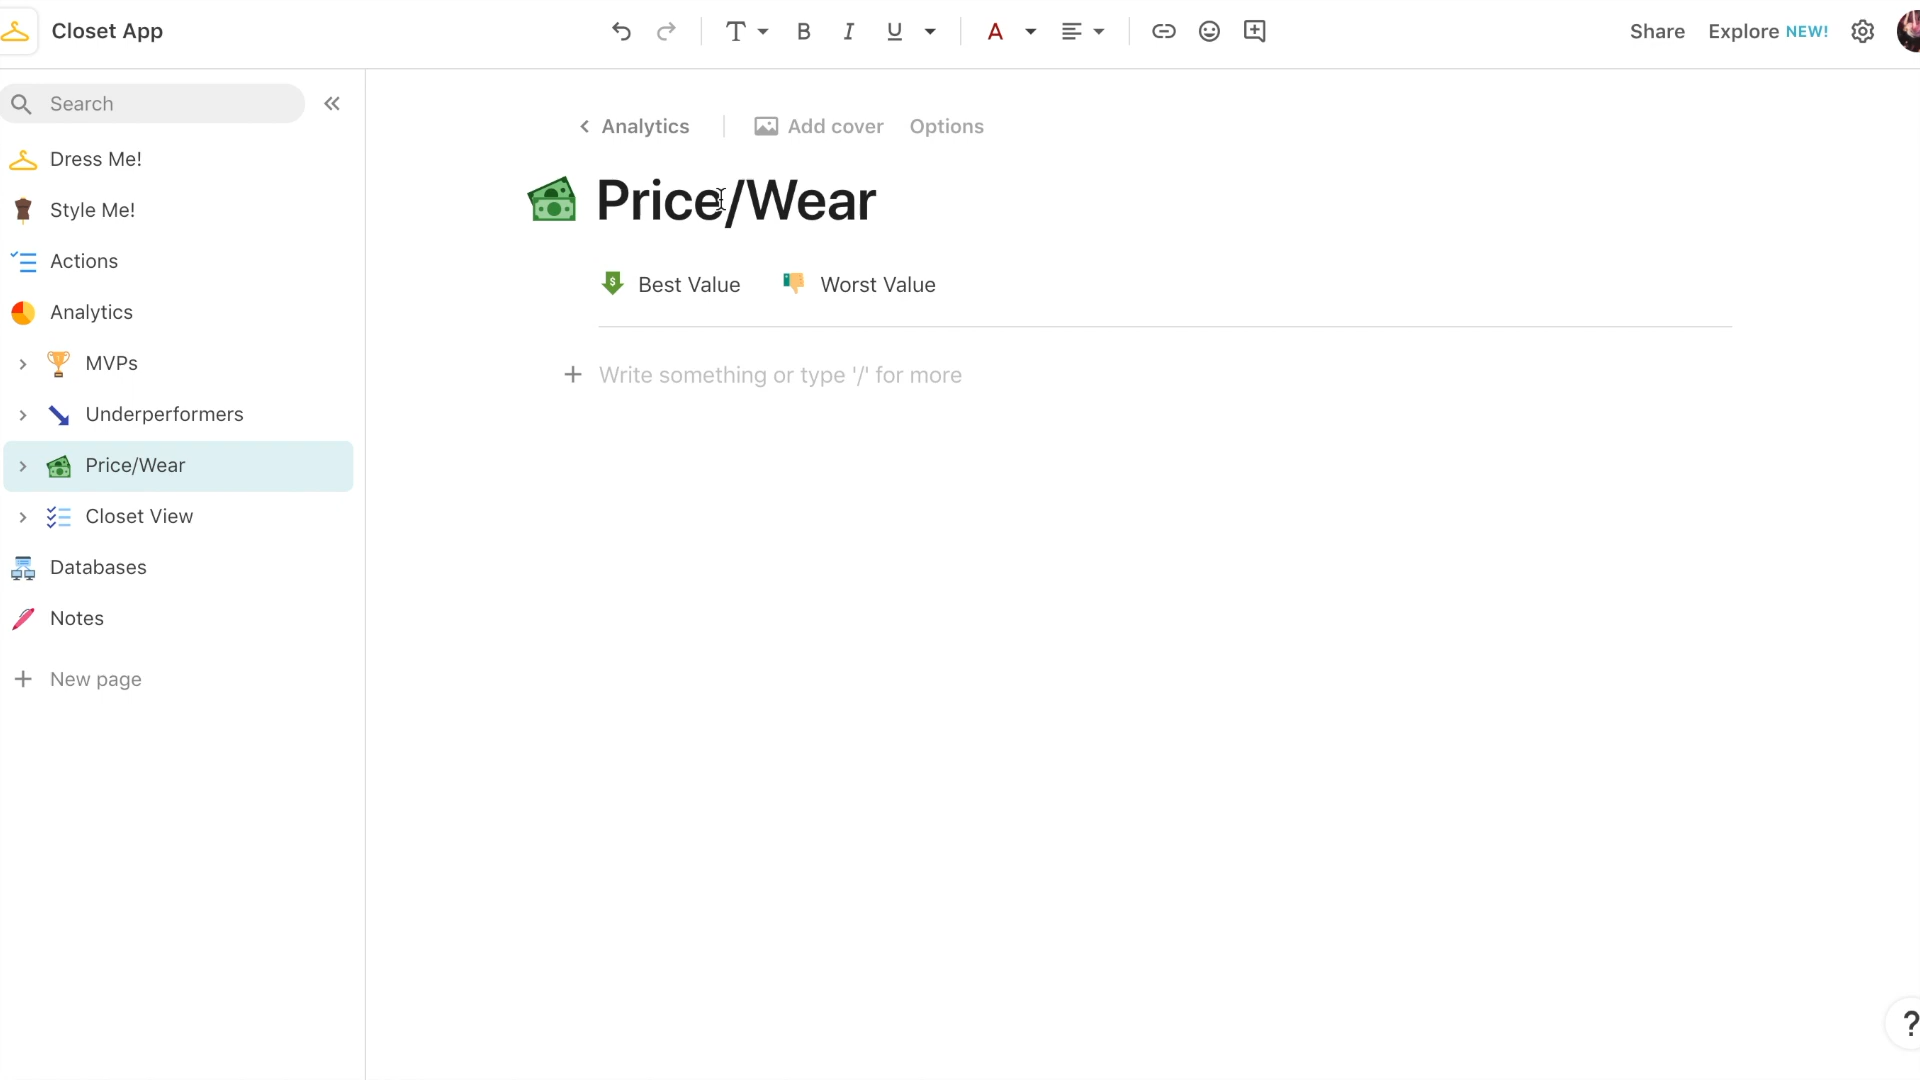 Closet App
T B I U A
Share Explore NEW!
Search
Dress Me!
Style Me!
Actions
Analytics
MVPs
Underperformers
Price/Wear
Closet View
Databases
Notes
New page
Analytics Add cover Options
Price/Wear
Best Value Worst Value
Write something or type '/' for more
?